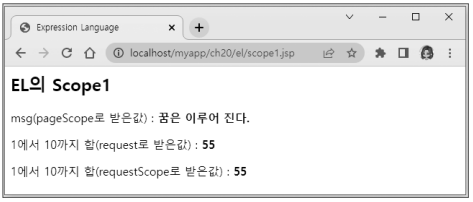 Expression Language
localhost/myapp/ch20/el/scope1.jsp
EL의 Scope1
msg(pageScope로 받은값) : 꿈은 이루어 진다.
1에서 10까지 합(request로 받은값) : 55
1에서 10까지 합(requestScope로 받은값) : 55